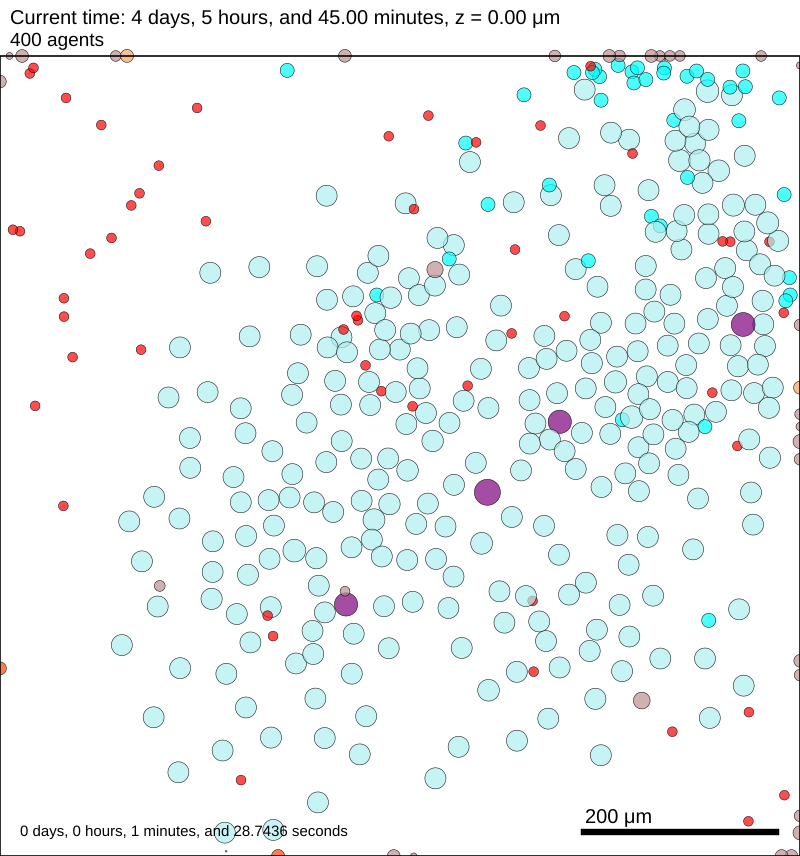 Current time: 4 days, 5 hours, and 45.00 minutes, z = 0.00 μm
400 agents
200 μm
0 days, 0 hours, 1 minutes, and 28.7436 seconds